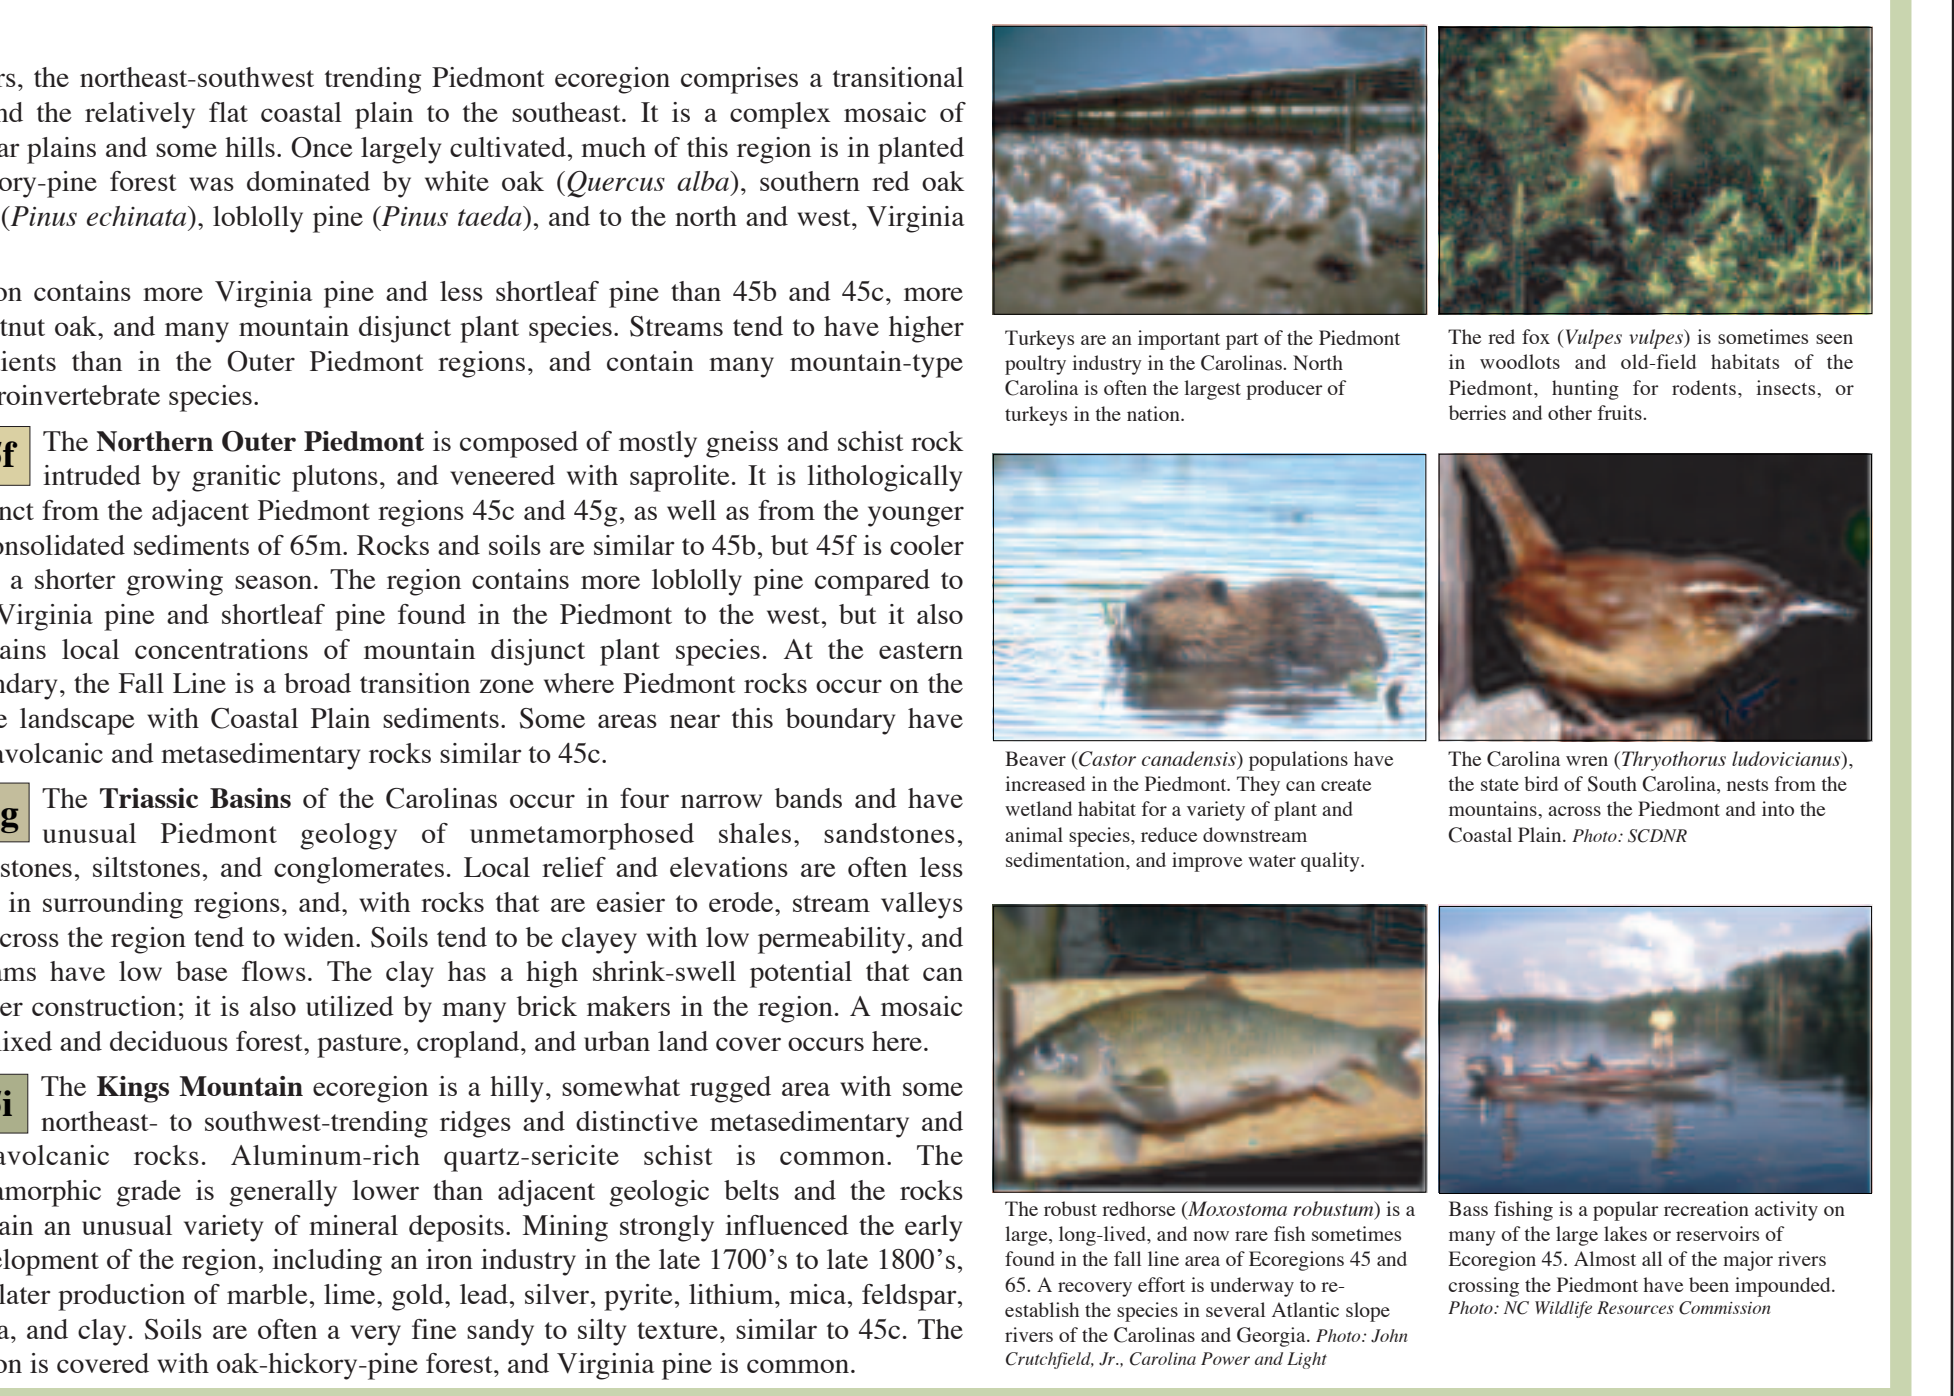 rs, the northeast-southwest trending Piedmont ecoregion comprises a transitional
nd the relatively flat coastal plain to the southeast. It is a complex mosaic of
ar plains and some hills. Once largely cultivated, much of this region is in planted
ory-pine forest was dominated by white oak (Quercus alba), southern red oak
(Pinus echinata), loblolly pine (Pinus taeda), and to the north and west, Virginia
on contains more Virginia pine and less shortleaf pine than 45b and 45c, more
tnut oak, and many mountain disjunct plant species. Streams tend to have higher
ients than in the Outer Piedmont regions, and contain many mountain-type
roinvertebrate species.
f The Northern Outer Piedmont is composed of mostly gneiss and schist rock
intruded by granitic plutons, and veneered with saprolite. It is lithologically
nct from the adjacent Piedmont regions 45c and 45g, as well as from the younger
onsolidated sediments of 65m. Rocks and soils are similar to 45b, but 45f is cooler
a shorter growing season. The region contains more loblolly pine compared to
Virginia pine and shortleaf pine found in the Piedmont to the west, but it also
ains local concentrations of mountain disjunct plant species. At the eastern
ndary, the Fall Line is a broad transition zone where Piedmont rocks occur on the
e landscape with Coastal Plain sediments. Some areas near this boundary have
avolcanic and metasedimentary rocks similar to 45c.
g The Triassic Basins of the Carolinas occur in four narrow bands and have
unusual Piedmont geology of unmetamorphosed shales, sandstones,
stones, siltstones, and conglomerates. Local relief and elevations are often less
in surrounding regions, and, with rocks that are easier to erode, stream valleys
cross the region tend to widen. Soils tend to be clayey with low permeability, and
ms have low base flows. The clay has a high shrink-swell potential that can
er construction; it is also utilized by many brick makers in the region. A mosaic
ixed and deciduous forest, pasture, cropland, and urban land cover occurs here.
i The Kings Mountain ecoregion is a hilly, somewhat rugged area with some
northeast- to southwest-trending ridges and distinctive metasedimentary and
avolcanic rocks. Aluminum-rich quartz-sericite schist is common. The
amorphic grade is generally lower than adjacent geologic belts and the rocks
ain an unusual variety of mineral deposits. Mining strongly influenced the early
elopment of the region, including an iron industry in the late 1700's to late 1800's,
later production of marble, lime, gold, lead, silver, pyrite, lithium, mica, feldspar,
a, and clay. Soils are often a very fine sandy to silty texture, similar to 45c. The
on is covered with oak-hickory-pine forest, and Virginia pine is common.
Turkeys are an important part of the Piedmont
poultry industry in the Carolinas. North
Carolina is often the largest producer of
turkeys in the nation.
The red fox (Vulpes vulpes) is sometimes seen
in woodlots and old-field habitats of the
Piedmont, hunting for rodents, insects, or
berries and other fruits.
Beaver (Castor canadensis) populations have
increased in the Piedmont. They can create
wetland habitat for a variety of plant and
animal species, reduce downstream
sedimentation, and improve water quality.
The Carolina wren (Thryothorus ludovicianus),
the state bird of South Carolina, nests from the
mountains, across the Piedmont and into the
Coastal Plain. Photo: SCDNR
The robust redhorse (Moxostoma robustum) is a
large, long-lived, and now rare fish sometimes
found in the fall line area of Ecoregions 45 and
65. A recovery effort is underway to re-
establish the species in several Atlantic slope
rivers of the Carolinas and Georgia. Photo: John
Crutchfield, Jr., Carolina Power and Light
Bass fishing is a popular recreation activity on
many of the large lakes or reservoirs of
Ecoregion 45. Almost all of the major rivers
crossing the Piedmont have been impounded.
Photo: NC Wildlife Resources Commission